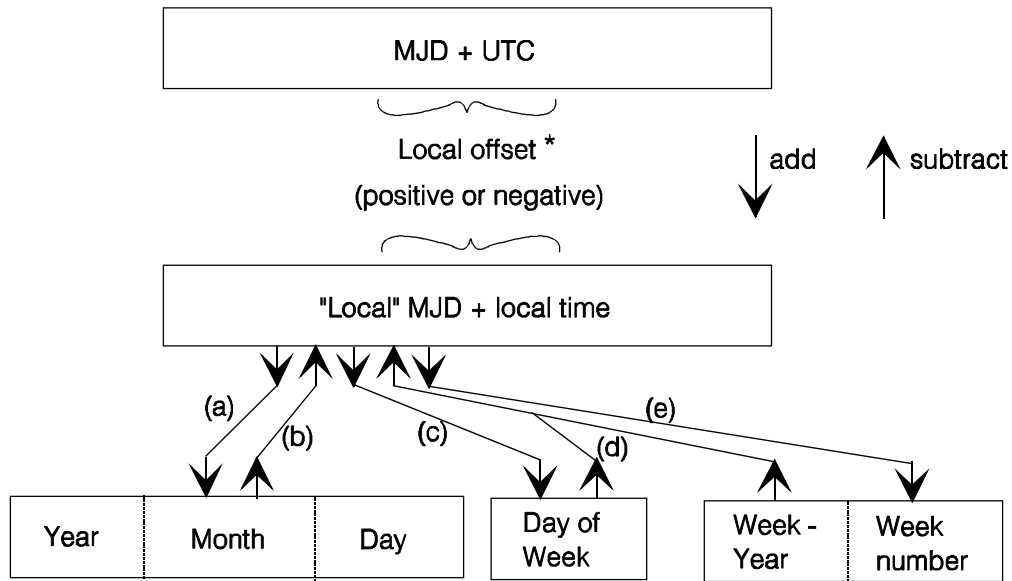 MJD + UTC
Local offset *
(positive or negative)
add
subtract
"Local" MJD + local time
(a)
(b)
(c)
(d)
(e)
Year
Month
Day
Day of
Week
Week -
Year
Week
number